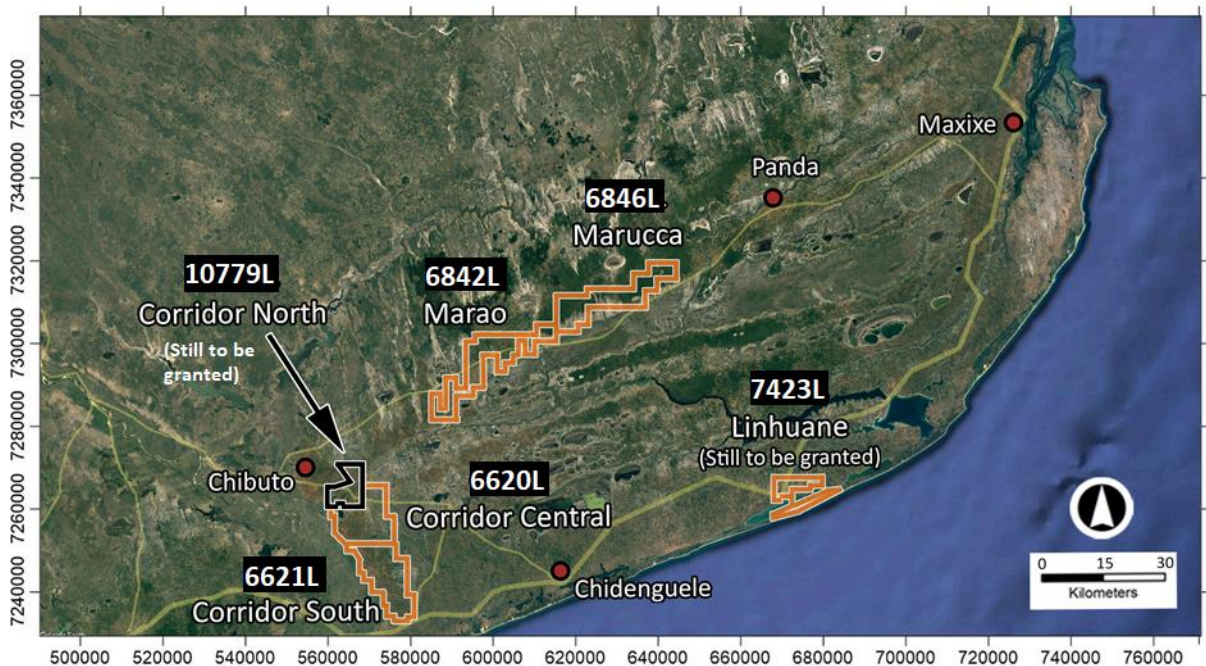 7360000
7340000
7320000
7300000
7280000
7260000
7240000
Maxixe
Panda
6846L
Marucca
10779L
Corridor North
(Still to be
granted)
6842L
Marao
7423L
Linhuane
(Still to be granted)
Chibuto
6620L
Corridor Central
6621L
Corridor South
Chidenguele
0 15 30
Kilometers
500000 520000 540000 560000 580000 600000 620000 640000 660000 680000 700000 720000 740000 760000